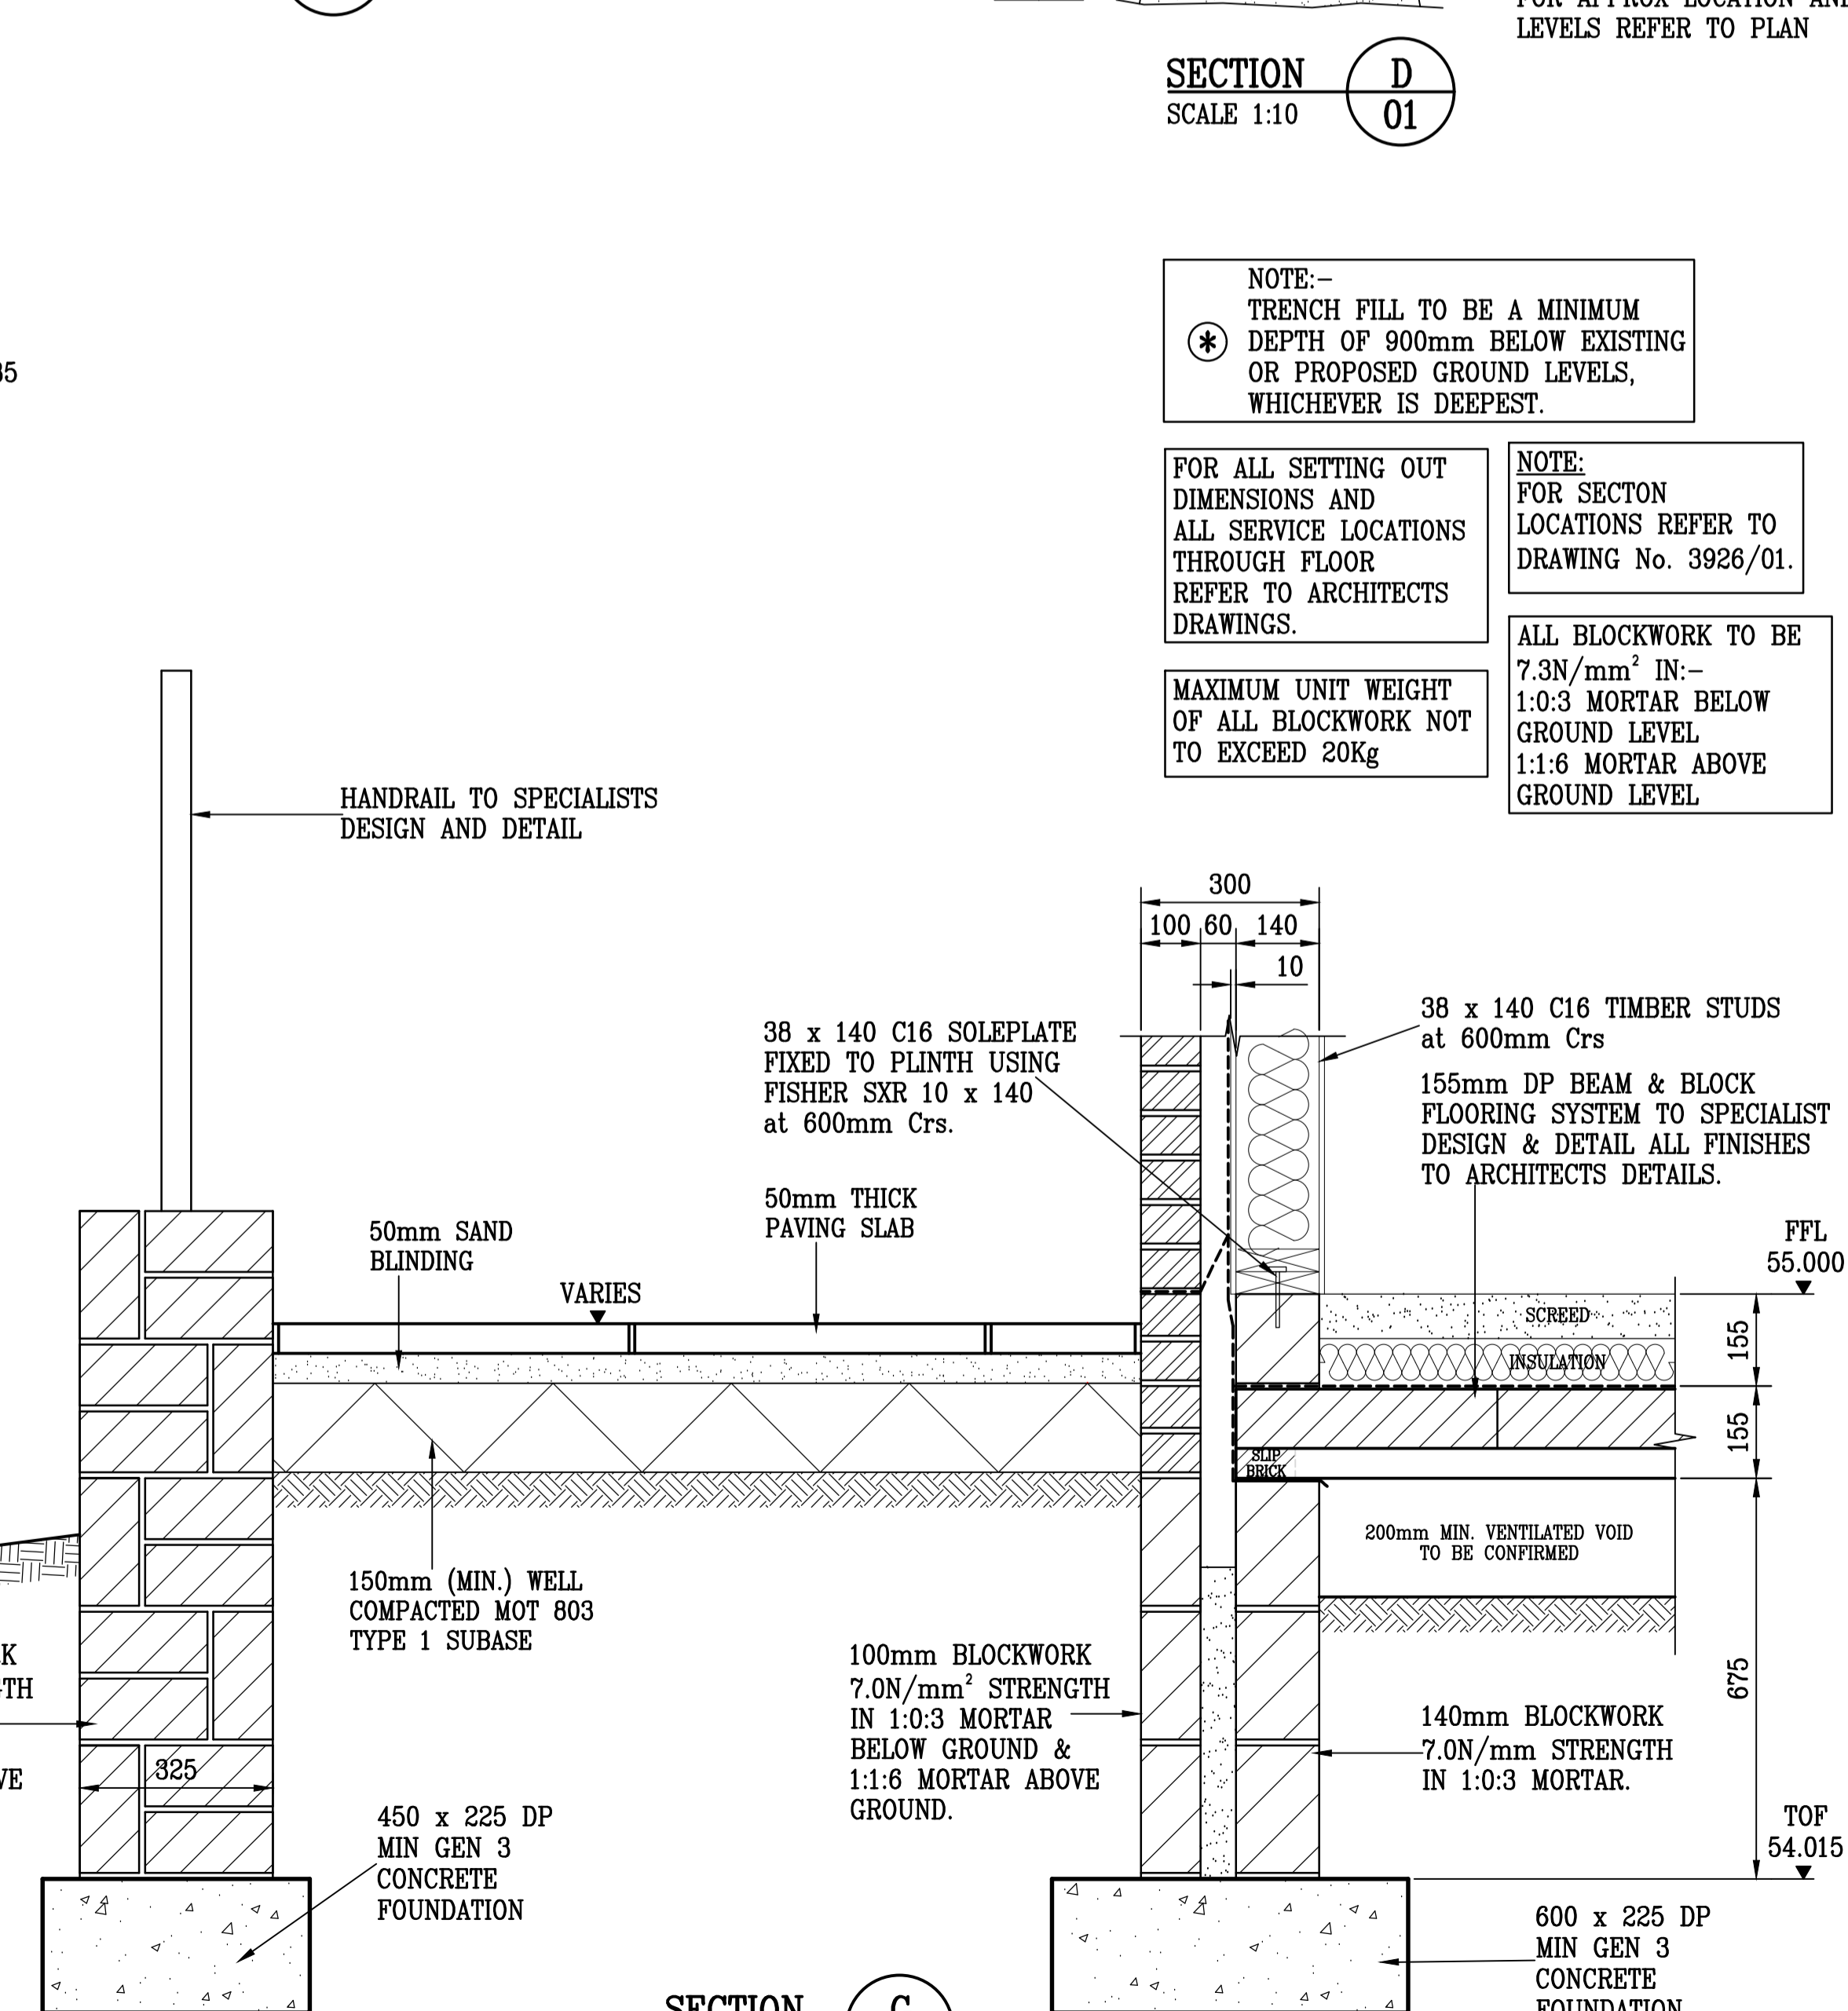 LEVELS REFER TO PLAN
SECTION
SCALE 1:10
D
01
NOTE:-
TRENCH FILL TO BE A MINIMUM
DEPTH OF 900mm BELOW EXISTING
OR PROPOSED GROUND LEVELS,
WHICHEVER IS DEEPEST.
*
FOR ALL SETTING OUT
DIMENSIONS AND
ALL SERVICE LOCATIONS
THROUGH FLOOR
REFER TO ARCHITECTS
DRAWINGS.
NOTE:
FOR SECTON
LOCATIONS REFER TO
DRAWING No. 3926/01.
MAXIMUM UNIT WEIGHT
OF ALL BLOCKWORK NOT
TO EXCEED 20Kg
ALL BLOCKWORK TO BE
7.3N/mm² IN:-
1:0:3 MORTAR BELOW
GROUND LEVEL
1:1:6 MORTAR ABOVE
GROUND LEVEL
HANDRAIL TO SPECIALISTS
DESIGN AND DETAIL
300
100 60 140
10
38 x 140 C16 SOLEPLATE
FIXED TO PLINTH USING
FISHER SXR 10 x 140
at 600mm Crs.
38 x 140 C16 TIMBER STUDS
at 600mm Crs
155mm DP BEAM & BLOCK
FLOORING SYSTEM TO SPECIALIST
DESIGN & DETAIL ALL FINISHES
TO ARCHITECTS DETAILS.
50mm THICK
PAVING SLAB
50mm SAND
BLINDING
VARIES
FFL
55.000
SCREED
INSULATION
155
155
SLIP
BRICK
200mm MIN. VENTILATED VOID
TO BE CONFIRMED
150mm (MIN.) WELL
COMPACTED MOT 803
TYPE 1 SUBASE
100mm BLOCKWORK
7.0N/mm² STRENGTH
IN 1:0:3 MORTAR
BELOW GROUND &
1:1:6 MORTAR ABOVE
GROUND.
675
140mm BLOCKWORK
7.0N/mm STRENGTH
IN 1:0:3 MORTAR.
325
450 x 225 DP
MIN GEN 3
CONCRETE
FOUNDATION
TOF
54.015
600 x 225 DP
MIN GEN 3
CONCRETE
FOUNDATION
SECTION
C